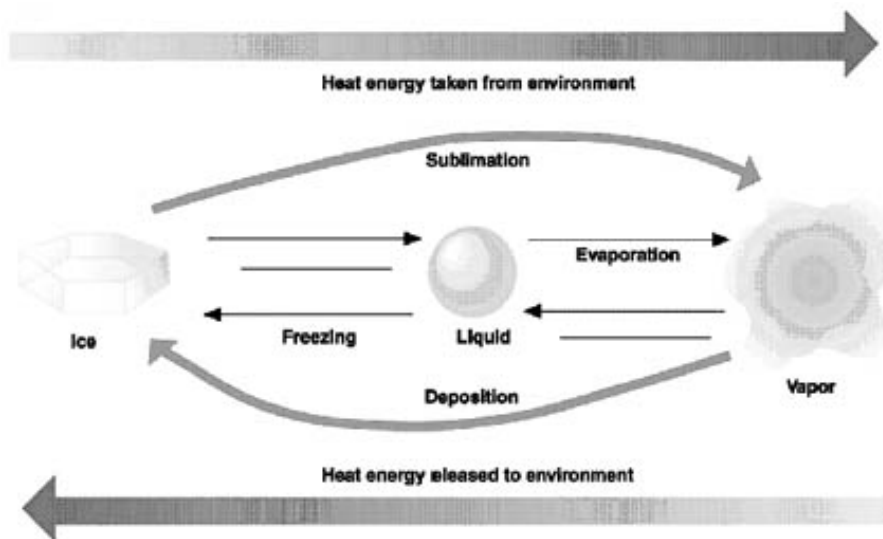 Heat energy taken from environment
Sublimation
Evaporation
Ice
Freezing
Liquid
Vapor
Deposition
Heat energy eleased to environment